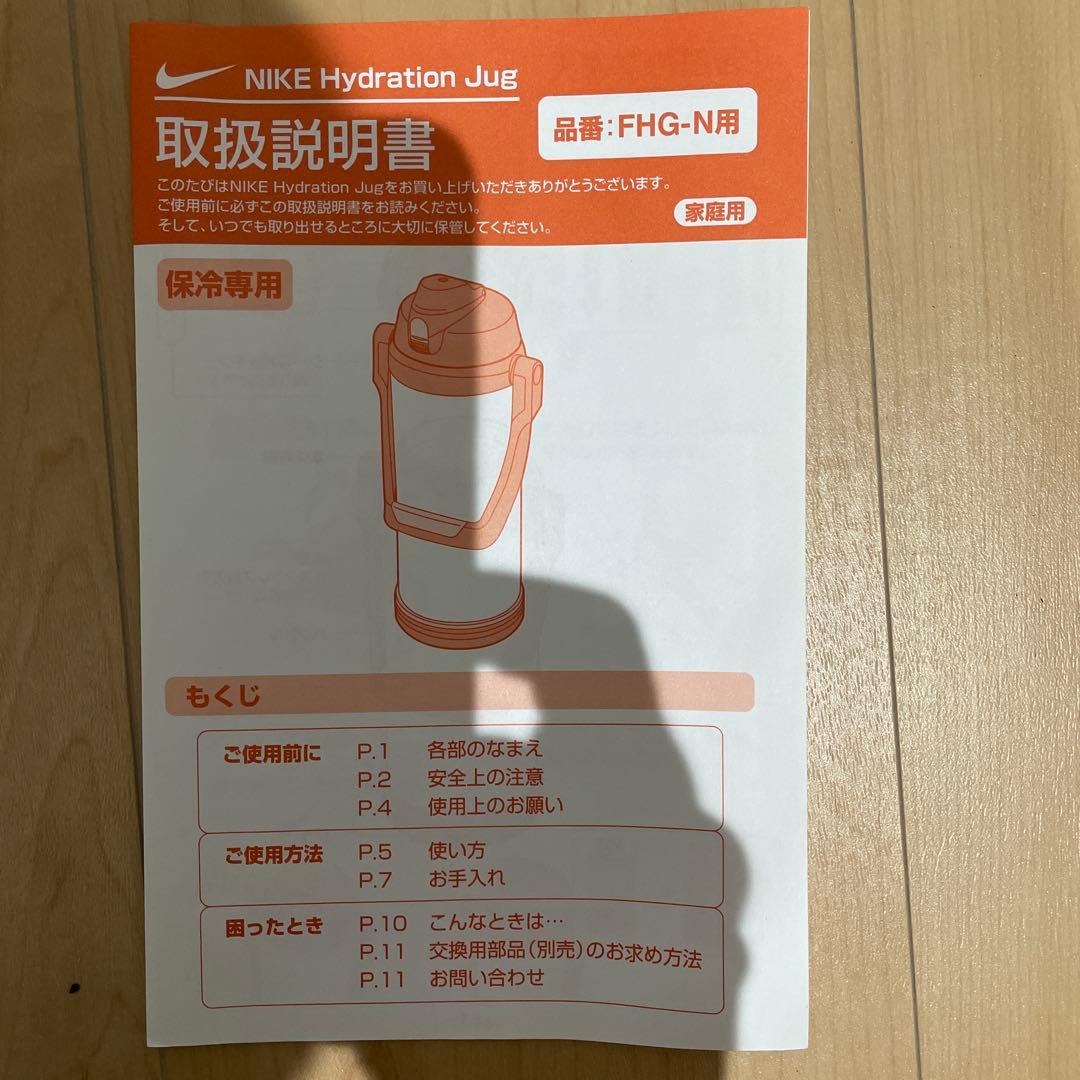 NIKE Hydration Jug
取扱説明書
品番:FHG-N用
このたびはNIKE Hydration Jugをお買い上げいただきありがとうございます。
ご使用前に必ずこの取扱説明書をお読みください。
そして、いつでも取り出せるところに大切に保管してください。
家庭用
保冷専用
もくじ
ご使用前に P.1 各部のなまえ
P.2 安全上の注意
P.4 使用上のお願い
ご使用方法 P.5 使い方
P.7 お手入れ
困ったとき P.10 こんなときは…
P.11 交換用部品(別売)のお求め方法
P.11 お問い合わせ